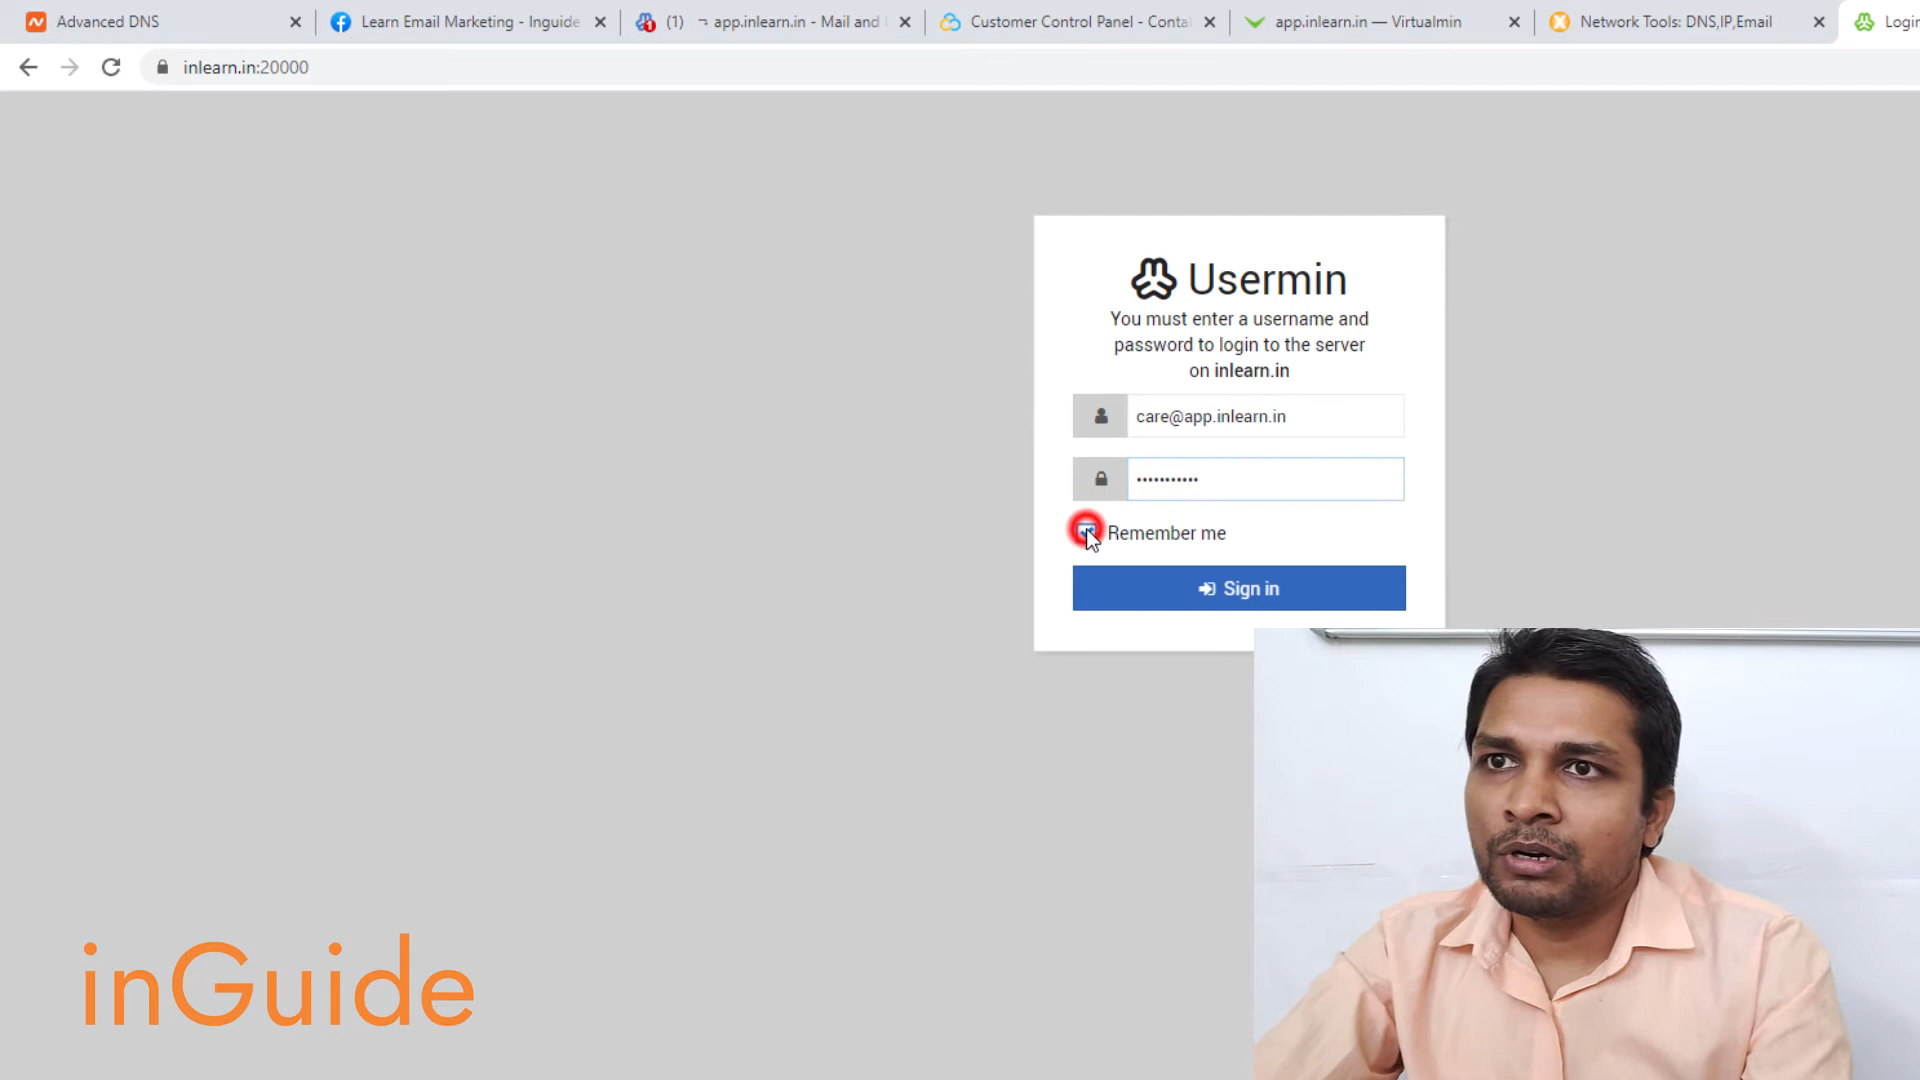 Advanced DNS
Learn Email Marketing - Inguide
(1) app.inlearn.in - Mail and
Customer Control Panel - Conta
app.inlearn.in — Virtualmin
Network Tools: DNS,IP,Email
Login
inlearn.in:20000
Usermin
You must enter a username and
password to login to the server
on inlearn.in
care@app.inlearn.in
•••••••••••
Remember me
Sign in
inGuide